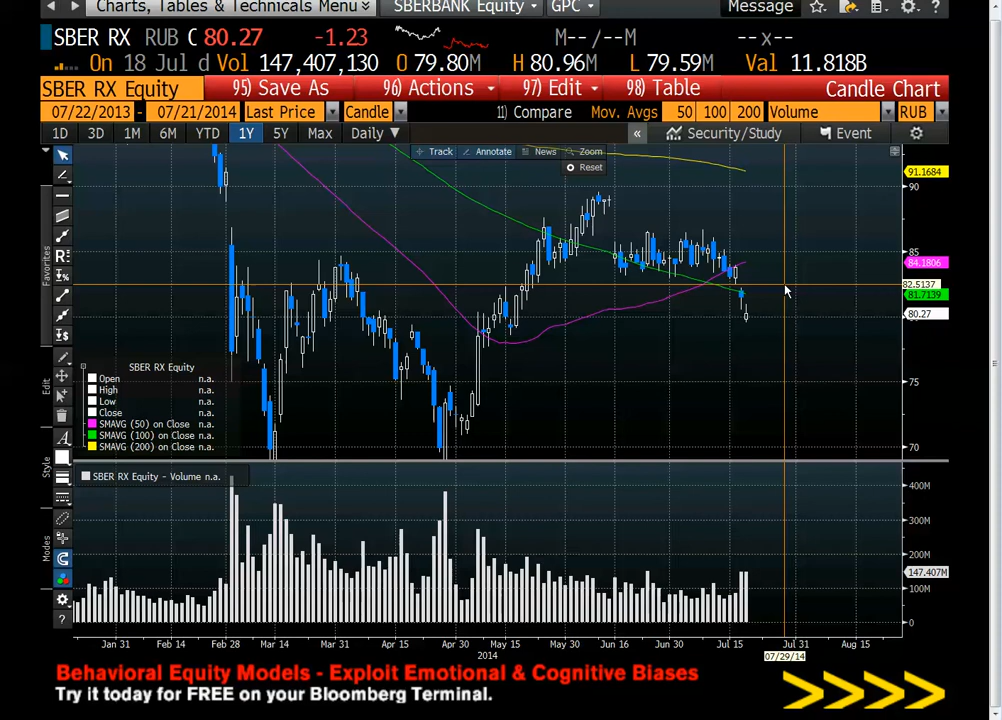 Charts, Tables & Technicals Menu SBERBANK Equity GPC Message ?
SBER RX RUB C 80.27 -1.23 M-- /--M -- x --
On 18 Jul d Vol 147,407,130 O 79.80M H 80.96M L 79.59M Val 11.818B
SBER RX Equity 95) Save As 96) Actions 97) Edit 98) Table Candle Chart
07/22/2013 - 07/21/2014 Last Price Candle 11) Compare Mov. Avgs 50 100 200 Volume RUB
1D 3D 1M 6M YTD 1Y 5Y Max Daily « Security/Study Event
Track Annotate News Zoom
Reset
91.1684
90
85
84.1806
82.5137
81.7139
80.27
75
70
Favorites
Edit
Style
Modes
SBER RX Equity
Open n.a.
High n.a.
Low n.a.
Close n.a.
SMAVG (50) on Close n.a.
SMAVG (100) on Close n.a.
SMAVG (200) on Close n.a.
SBER RX Equity - Volume n.a.
400M
300M
200M
147.407M
100M
0
Jan 31 Feb 14 Feb 28 Mar 14 Mar 31 Apr 15 Apr 30 May 15 May 30 Jun 16 Jun 30 Jul 15 Jul 31 Aug 15
2014 07/29/14
Behavioral Equity Models - Exploit Emotional & Cognitive Biases
Try it today for FREE on your Bloomberg Terminal.